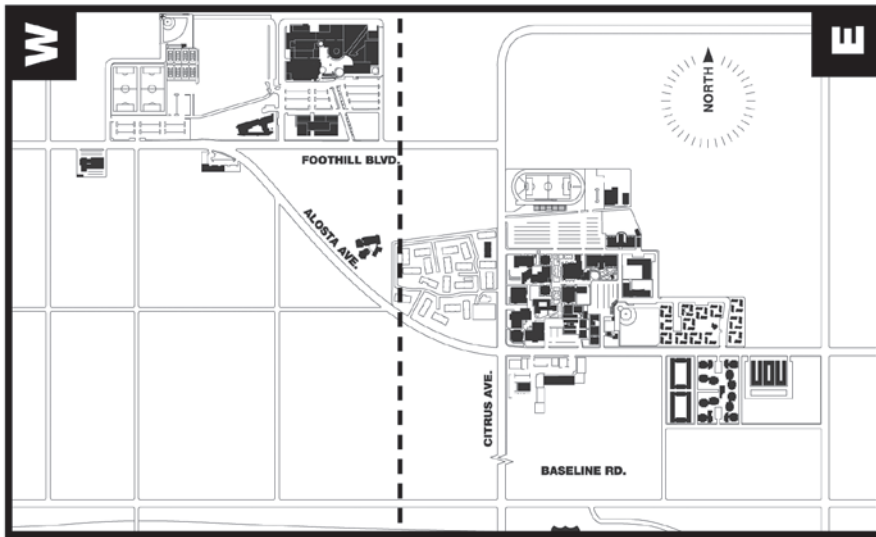 W
E
NORTH
FOOTHILL BLVD.
ALOSTA AVE.
CITRUS AVE.
BASELINE RD.